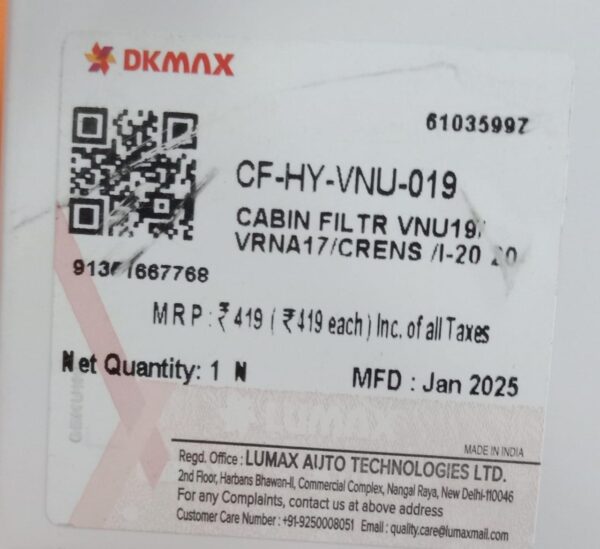 DKMAX
61035997
CF-HY-VNU-019
CABIN FILTR VNU19/
VRNA17/CRENS /I-20 20
MRP : ₹419 ( ₹419 each ) Inc. of all Taxes
Net Quantity: 1 N
MFD : Jan 2025
LUMAX
MADE IN INDIA
Regd. Office : LUMAX AUTO TECHNOLOGIES LTD.
2nd Floor, Harbans Bhawan-II, Commercial Complex, Nangal Raya, New Delhi-110046
For any Complaints, contact us at above address
Customer Care Number : +91-9250008051 Email : quality.care@lumaxmail.com